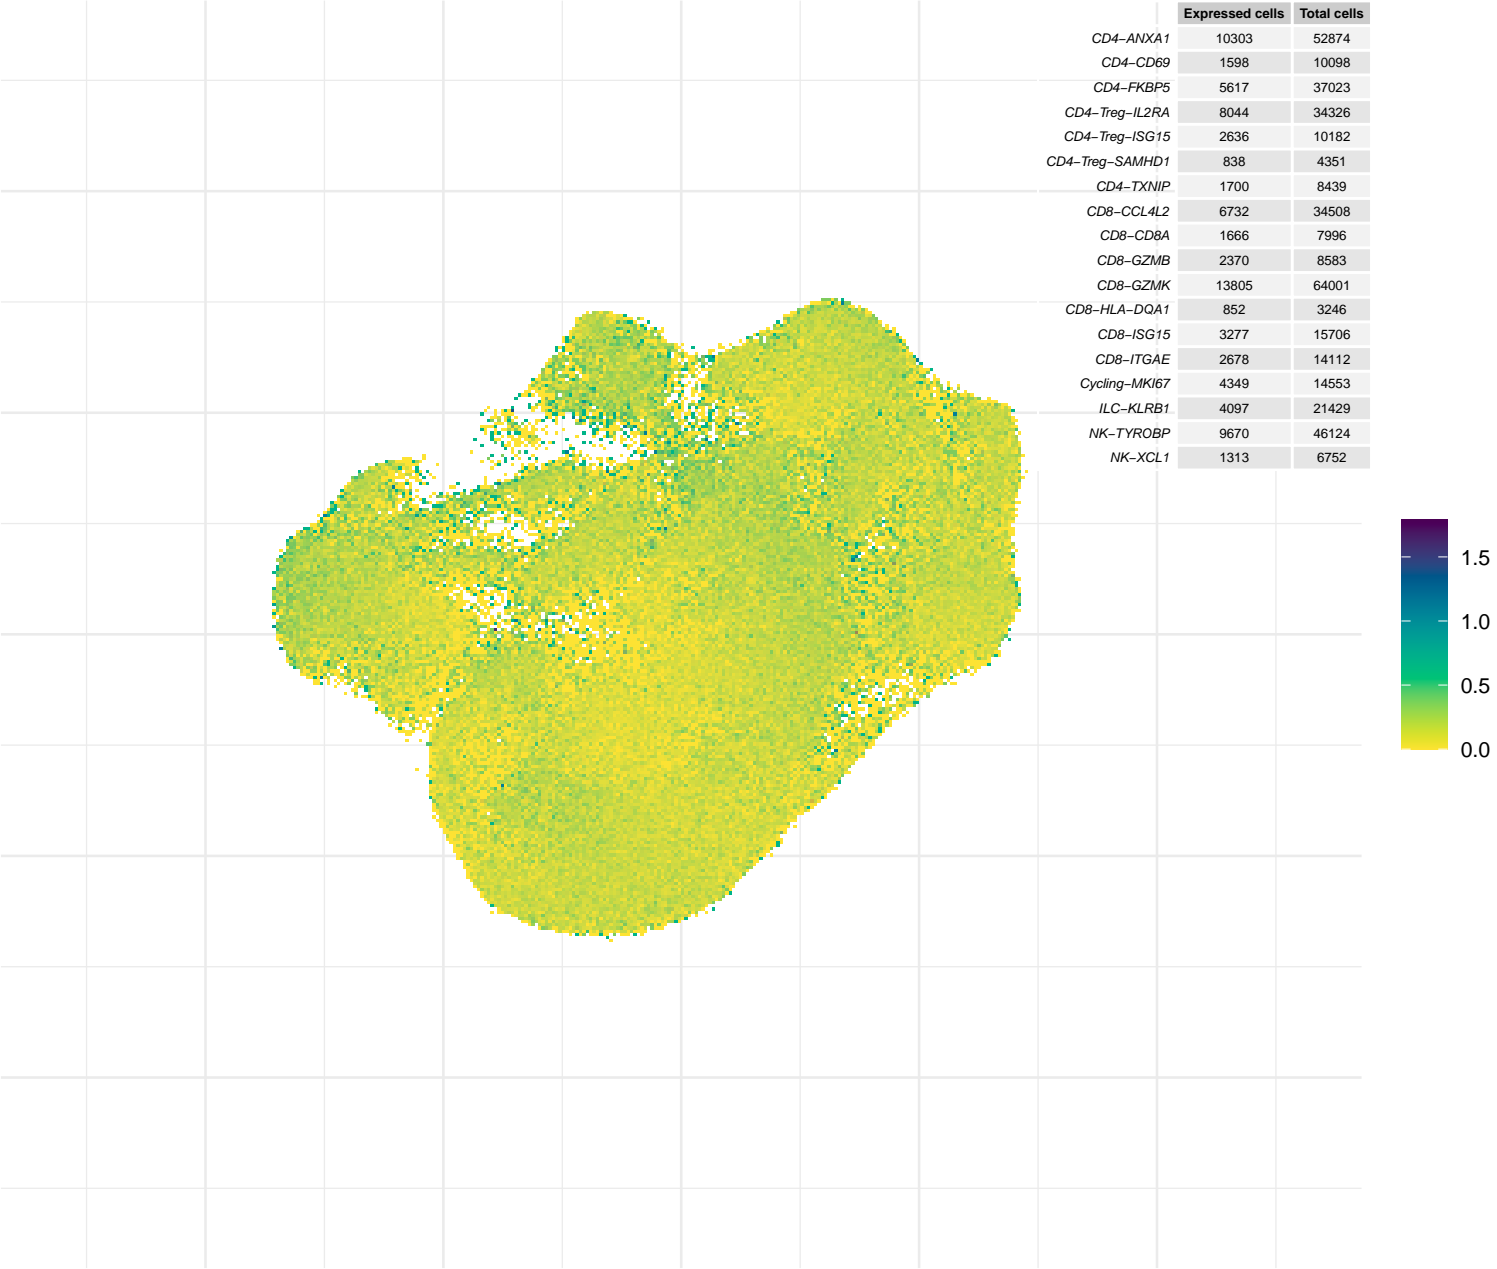 Expressed cells Total cells
CD4−ANXA1 10303 52874
CD4−CD69 1598 10098
CD4−FKBP5 5617 37023
CD4−Treg−IL2RA 8044 34326
CD4−Treg−ISG15 2636 10182
CD4−Treg−SAMHD1 838 4351
CD4−TXNIP 1700 8439
CD8−CCL4L2 6732 34508
CD8−CD8A 1666 7996
CD8−GZMB 2370 8583
CD8−GZMK 13805 64001
CD8−HLA−DQA1 852 3246
CD8−ISG15 3277 15706
CD8−ITGAE 2678 14112
Cycling−MKI67 4349 14553
ILC−KLRB1 4097 21429
NK−TYROBP 9670 46124
NK−XCL1 1313 6752
1.5
1.0
0.5
0.0